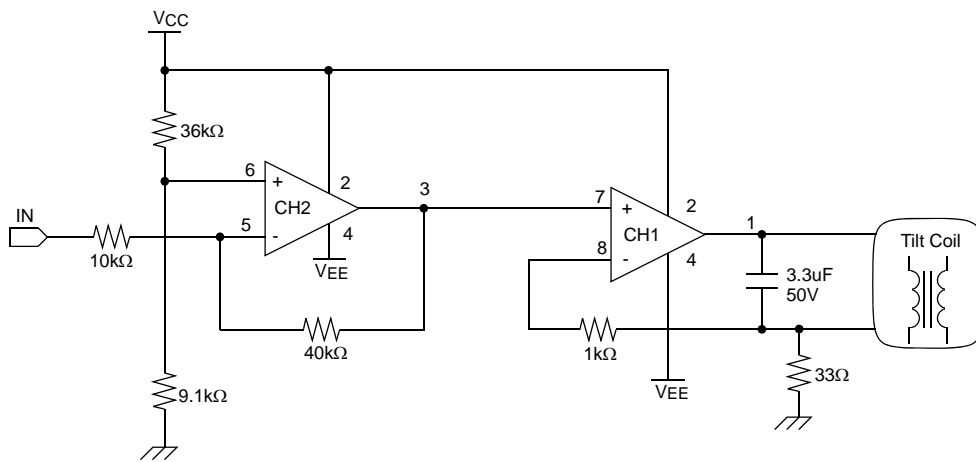 VCC
36kΩ
6
+
2
3
7
+
2
IN
CH2
CH1
1
Tilt Coil
5
-
4
8
-
4
10kΩ
VEE
3.3uF
50V
40kΩ
1kΩ
9.1kΩ
VEE
33Ω